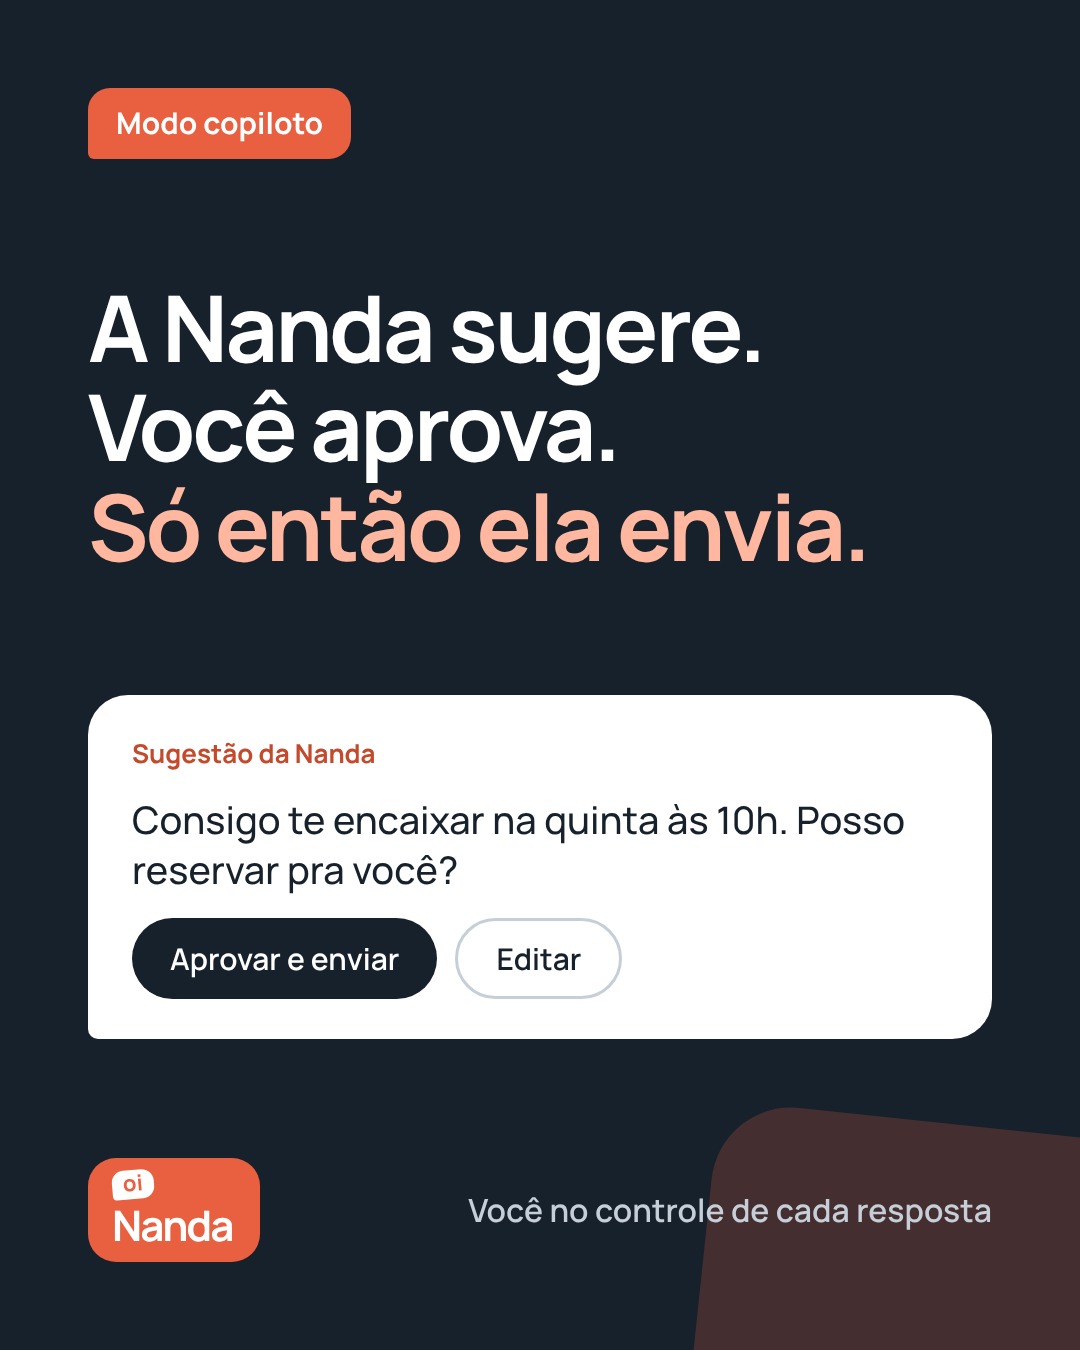 Modo copiloto
A Nanda sugere.
Você aprova.
Só então ela envia.
Sugestão da Nanda
Consigo te encaixar na quinta às 10h. Posso
reservar pra você?
Aprovar e enviar
Editar
oi
Nanda
Você no controle de cada resposta